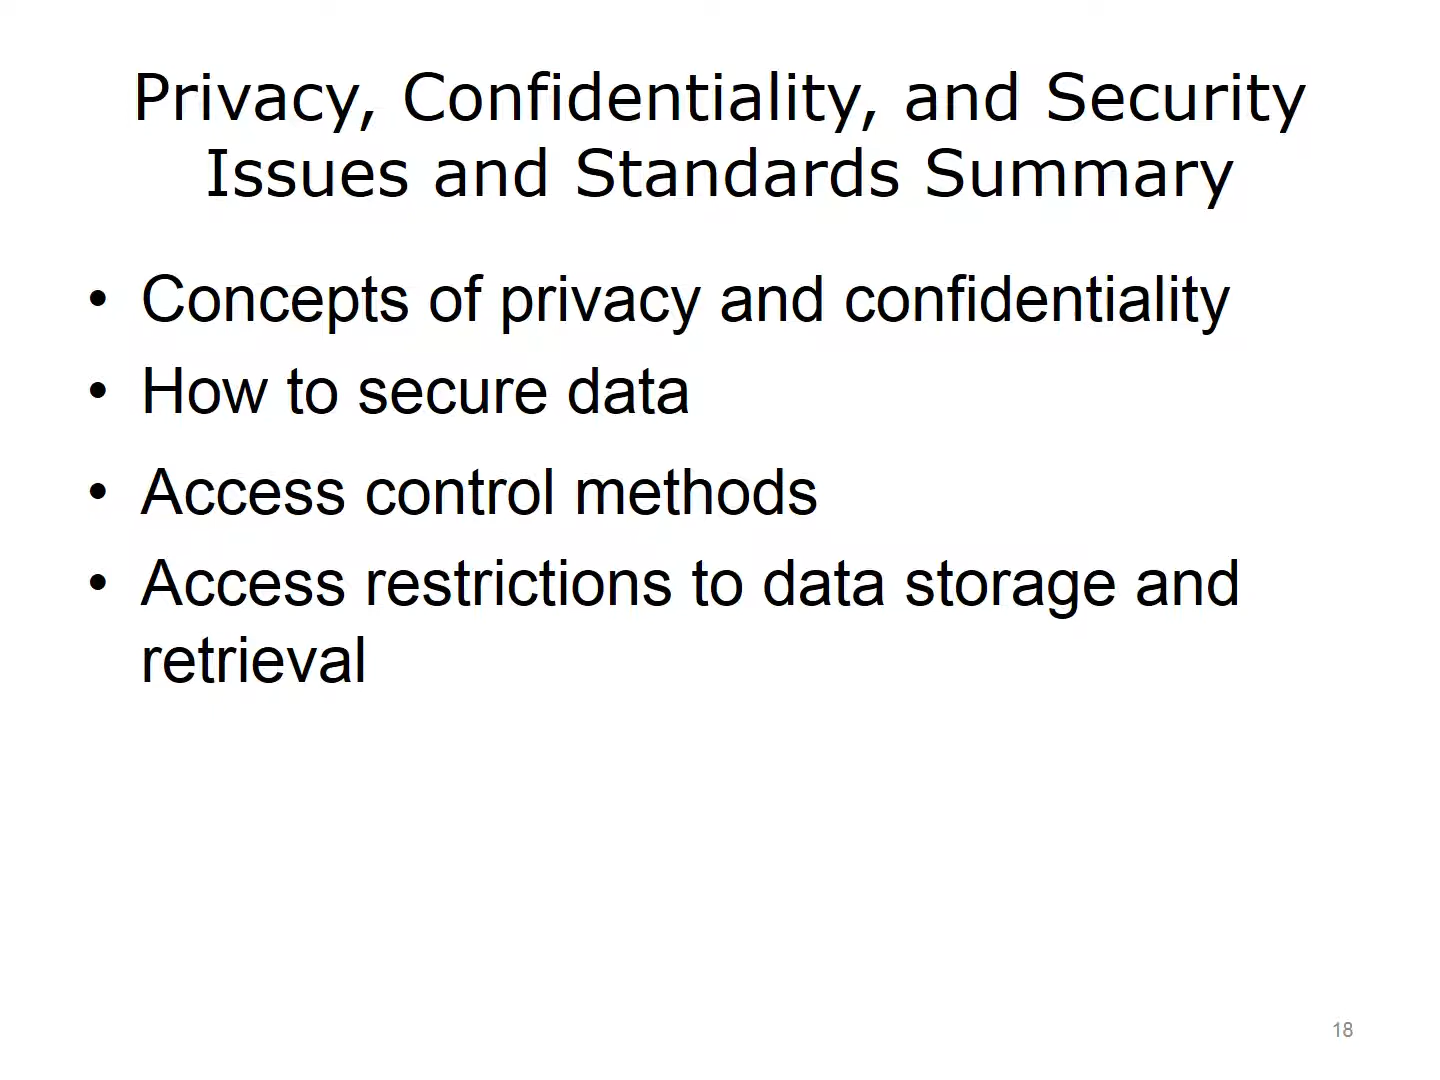 Privacy, Confidentiality, and Security
Issues and Standards Summary
• Concepts of privacy and confidentiality
• How to secure data
• Access control methods
• Access restrictions to data storage and
retrieval
18